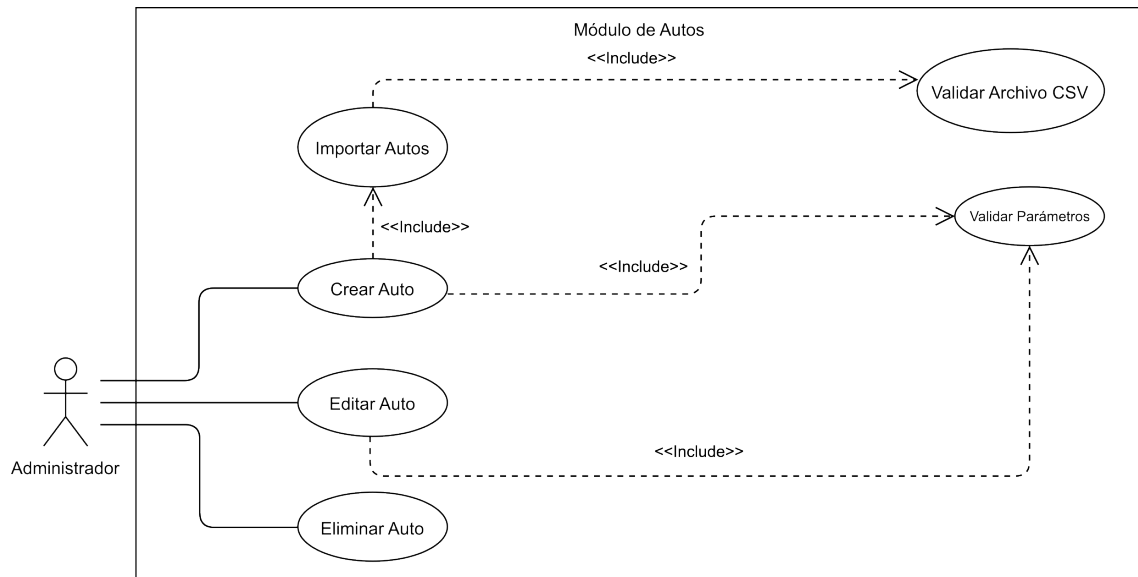 Módulo de Autos
<<Include>>
Validar Archivo CSV
Importar Autos
<<Include>>
Validar Parámetros
<<Include>>
Crear Auto
Editar Auto
<<Include>>
Administrador
Eliminar Auto